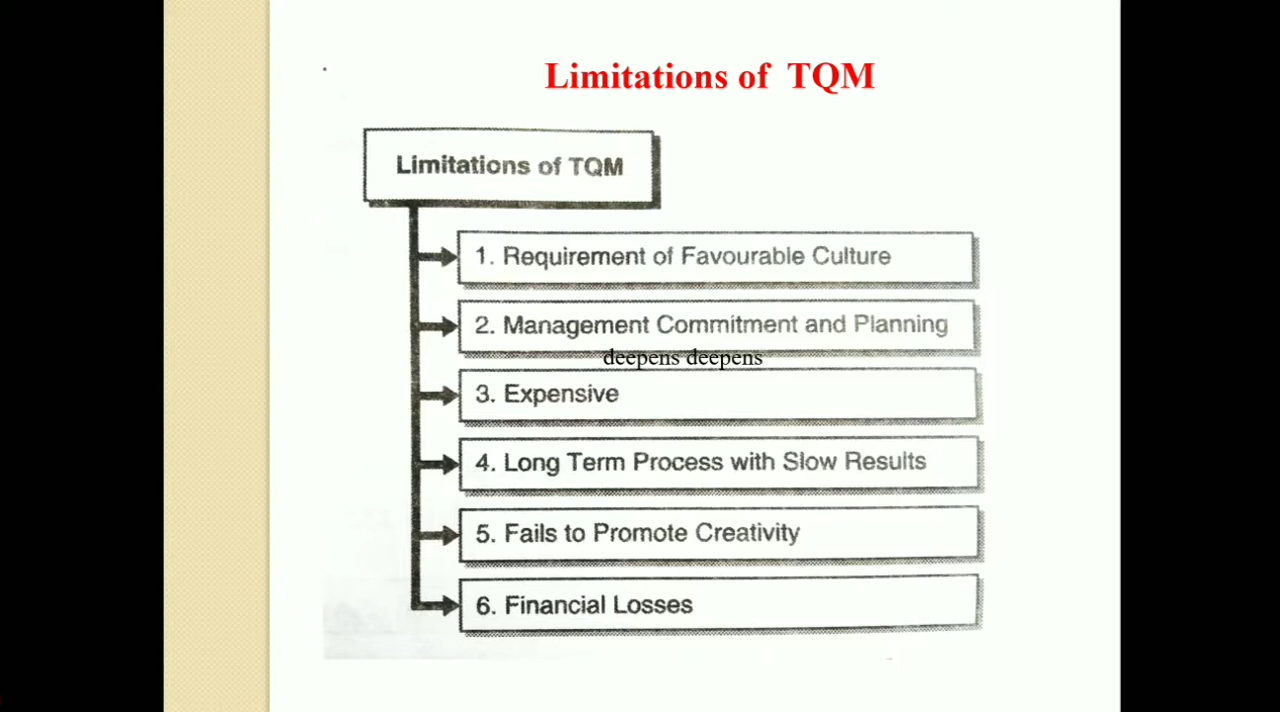 Limitations of TQM
Limitations of TQM
1. Requirement of Favourable Culture
2. Management Commitment and Planning
deepens deepens
3. Expensive
4. Long Term Process with Slow Results
5. Fails to Promote Creativity
6. Financial Losses